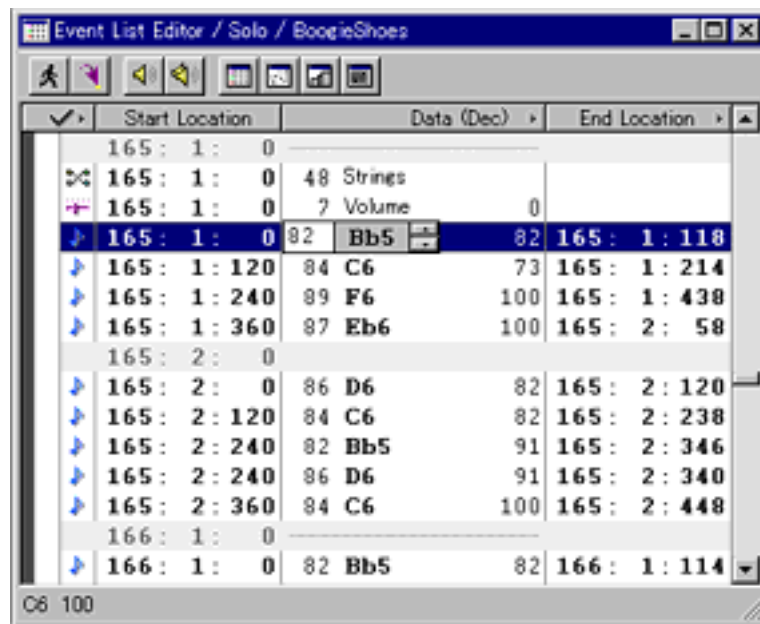 Event List Editor / Solo / BoogieShoes
Start Location Data (Dec) End Location
165: 1: 0
165: 1: 0 48 Strings
165: 1: 0 7 Volume 0
165: 1: 0 82 Bb5 82 165: 1:118
165: 1:120 84 C6 73 165: 1:214
165: 1:240 89 F6 100 165: 1:438
165: 1:360 87 Eb6 100 165: 2: 58
165: 2: 0
165: 2: 0 86 D6 82 165: 2:120
165: 2:120 84 C6 82 165: 2:238
165: 2:240 82 Bb5 91 165: 2:346
165: 2:240 86 D6 91 165: 2:340
165: 2:360 84 C6 100 165: 2:448
166: 1: 0
166: 1: 0 82 Bb5 82 166: 1:114
C6 100